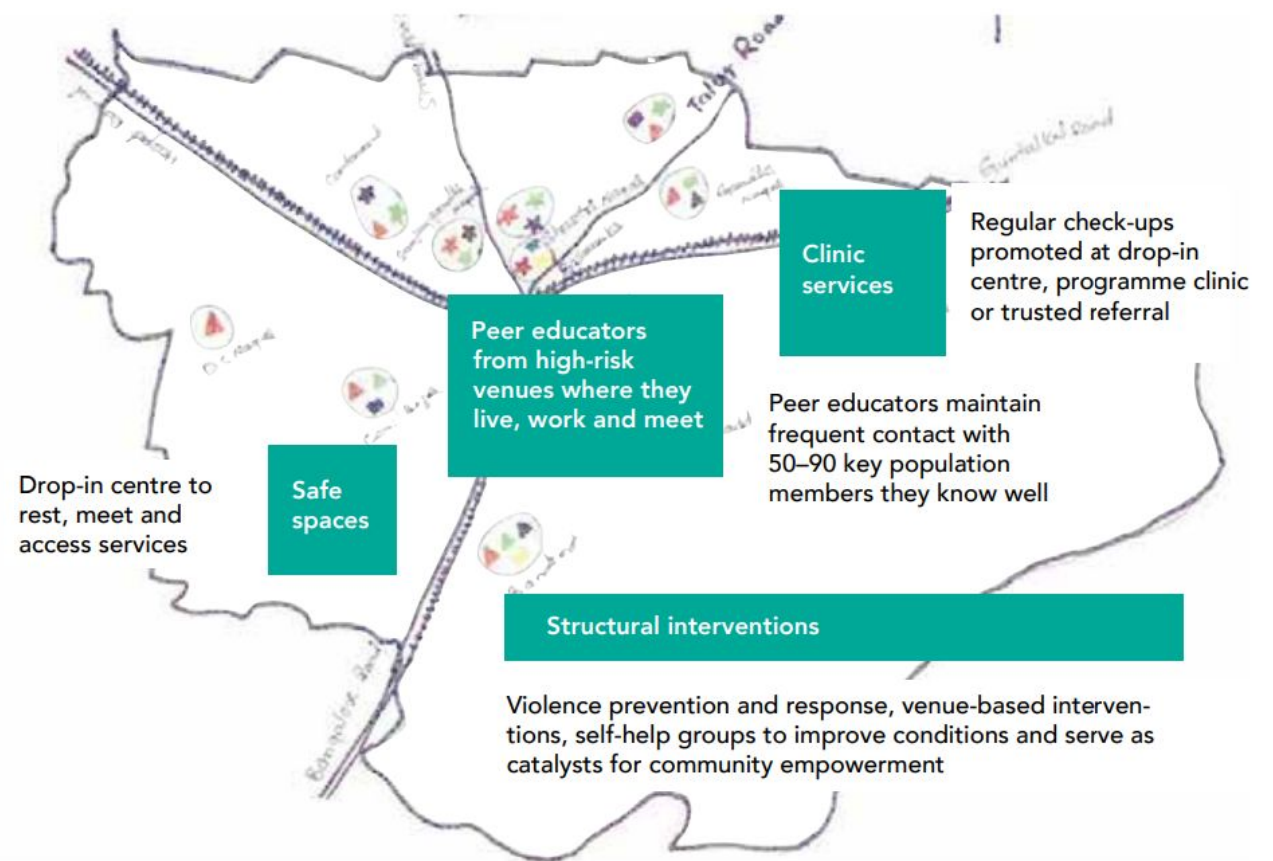 Road
Guntakal Road
Clinic
services
Regular check-ups
promoted at drop-in
centre, programme clinic
or trusted referral
Peer educators
from high-risk
venues where they
live, work and meet
Peer educators maintain
frequent contact with
50–90 key population
members they know well
Drop-in centre to
rest, meet and
access services
Safe
spaces
Structural interventions
Bangalore Road
Violence prevention and response, venue-based interven-
tions, self-help groups to improve conditions and serve as
catalysts for community empowerment